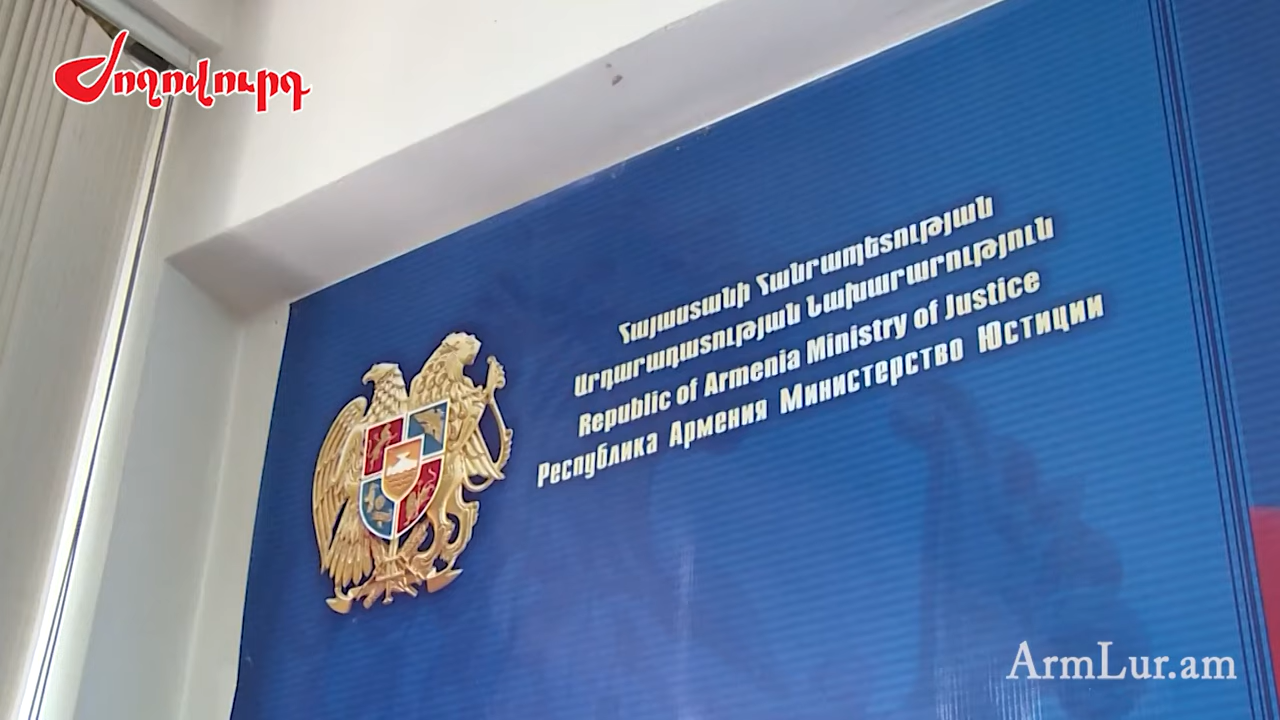 Ժողովուրդ
Հայաստանի Հանրապետության
Արդարադատության Նախարարություն
Republic of Armenia Ministry of Justice
Республика Армения Министерство Юстиции
ArmLur.am